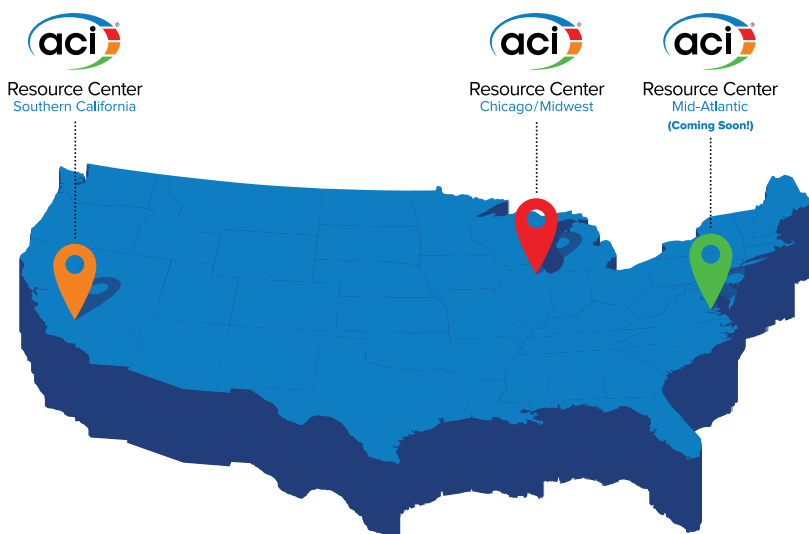 aci®
Resource Center
Southern California
aci®
Resource Center
Chicago/Midwest
aci®
Resource Center
Mid-Atlantic
(Coming Soon!)